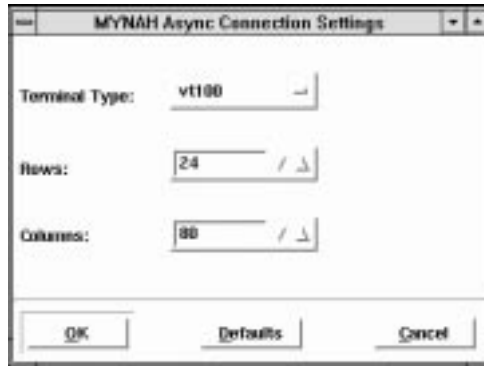 MYNAH Async Connection Settings
Terminal Type: vt100
Rows: 24
Columns: 80
OK Defaults Cancel